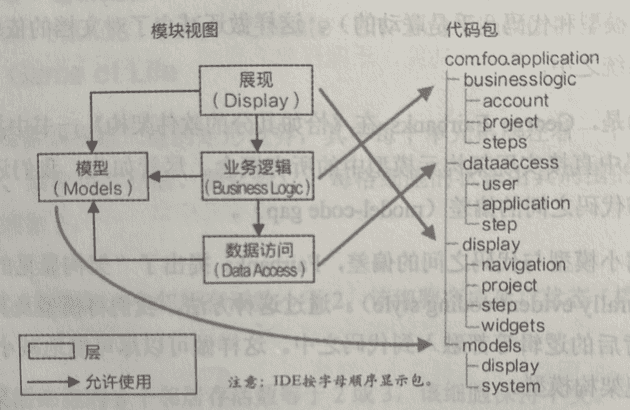 模块视图
展现
(Display)
模型
(Models)
业务逻辑
(Business Logic)
数据访问
(Data Access)
层
允许使用
代码包
com.foo.application
businesslogic
account
project
steps
dataaccess
user
application
step
display
navigation
project
step
widgets
models
display
system
注意：IDE按字母顺序显示包。